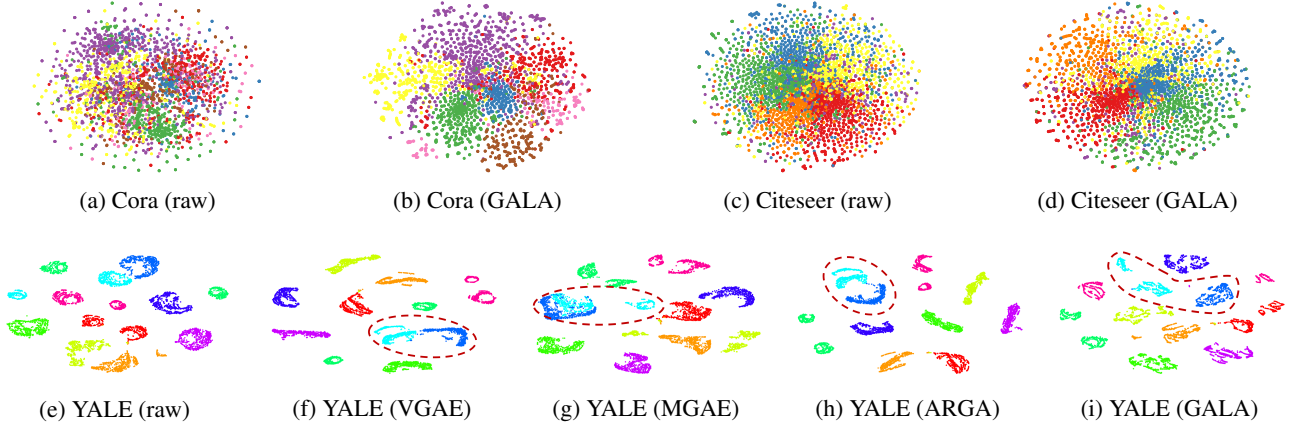 (a) Cora (raw)
(b) Cora (GALA)
(c) Citeseer (raw)
(d) Citeseer (GALA)
(e) YALE (raw)
(f) YALE (VGAE)
(g) YALE (MGAE)
(h) YALE (ARGA)
(i) YALE (GALA)